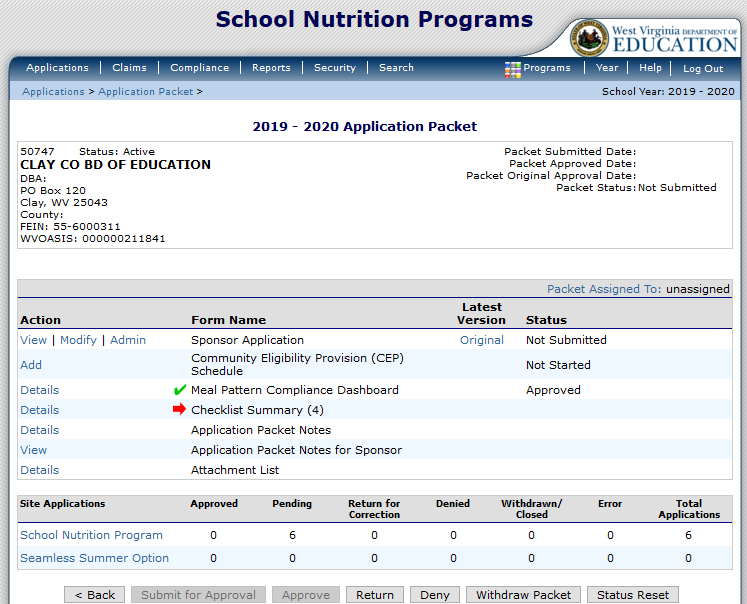 School Nutrition Programs
West Virginia DEPARTMENT OF
EDUCATION
Applications | Claims | Compliance | Reports | Security | Search Programs | Year | Help | Log Out
Applications > Application Packet > School Year: 2019 - 2020
2019 - 2020 Application Packet
50747 Status: Active
CLAY CO BD OF EDUCATION
DBA:
PO Box 120
Clay, WV 25043
County:
FEIN: 55-6000311
WVOASIS: 000000211841
Packet Submitted Date:
Packet Approved Date:
Packet Original Approval Date:
Packet Status: Not Submitted
Packet Assigned To: unassigned
Action Form Name Latest Version Status
View | Modify | Admin Sponsor Application Original Not Submitted
Add Community Eligibility Provision (CEP) Schedule Not Started
Details Meal Pattern Compliance Dashboard Approved
Details Checklist Summary (4)
Details Application Packet Notes
View Application Packet Notes for Sponsor
Details Attachment List
Site Applications Approved Pending Return for Correction Denied Withdrawn/ Closed Error Total Applications
School Nutrition Program 0 6 0 0 0 0 6
Seamless Summer Option 0 0 0 0 0 0 0
< Back Submit for Approval Approve Return Deny Withdraw Packet Status Reset